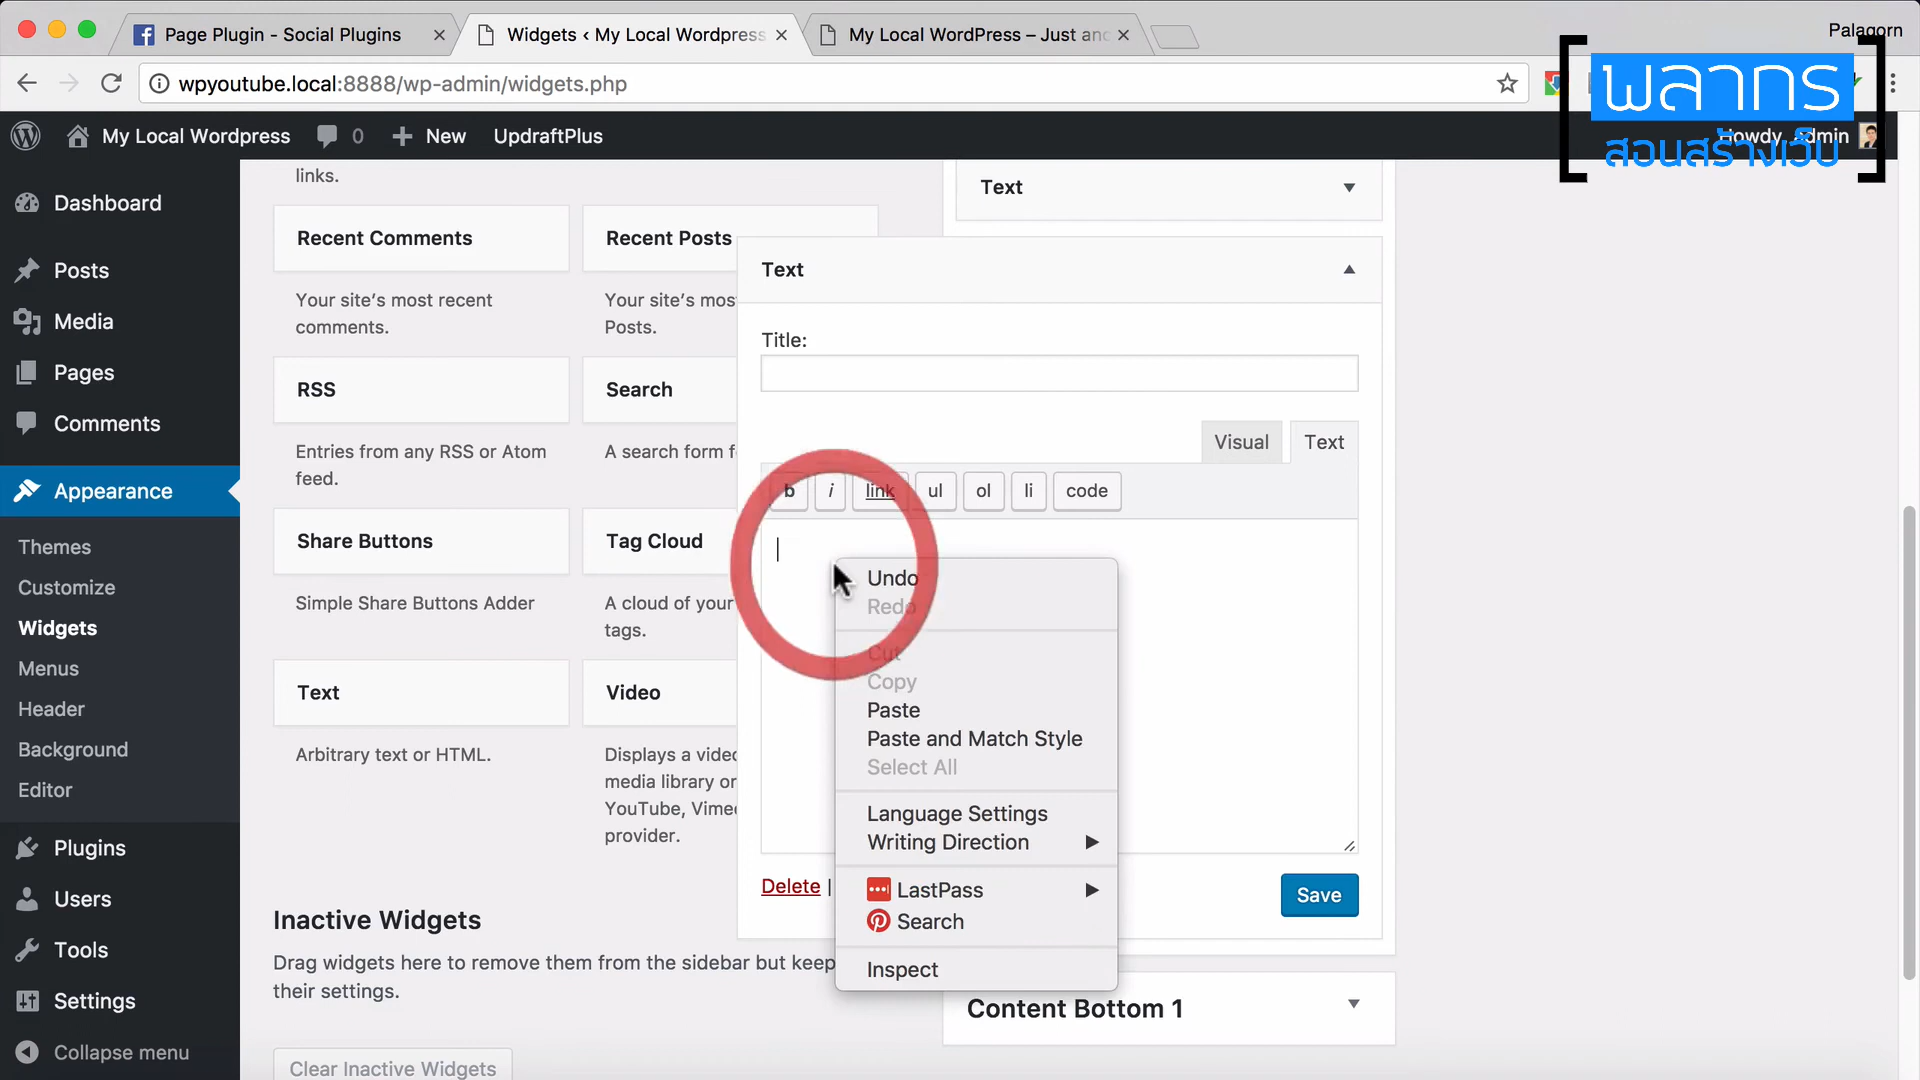 Page Plugin - Social Plugins
Widgets ‹ My Local Wordpress
My Local WordPress – Just and
Palagorn
wpyoutube.local:8888/wp-admin/widgets.php
พลากร
สอนสร้างเว็บ
My Local Wordpress
0
New
UpdraftPlus
Howdy, admin
Dashboard
Posts
Media
Pages
Comments
Appearance
Themes
Customize
Widgets
Menus
Header
Background
Editor
Plugins
Users
Tools
Settings
Collapse menu
links.
Recent Comments
Your site's most recent
comments.
RSS
Entries from any RSS or Atom
feed.
Share Buttons
Simple Share Buttons Adder
Text
Arbitrary text or HTML.
Recent Posts
Your site's mos
Posts.
Search
A search form f
Tag Cloud
A cloud of your
tags.
Video
Displays a video
media library or
YouTube, Vimeo
provider.
Inactive Widgets
Drag widgets here to remove them from the sidebar but keep
their settings.
Clear Inactive Widgets
Text
Text
Title:
Visual
Text
b
i
link
ul
ol
li
code
Undo
Redo
Cut
Copy
Paste
Paste and Match Style
Select All
Language Settings
Writing Direction
LastPass
Search
Inspect
Delete |
Save
Content Bottom 1